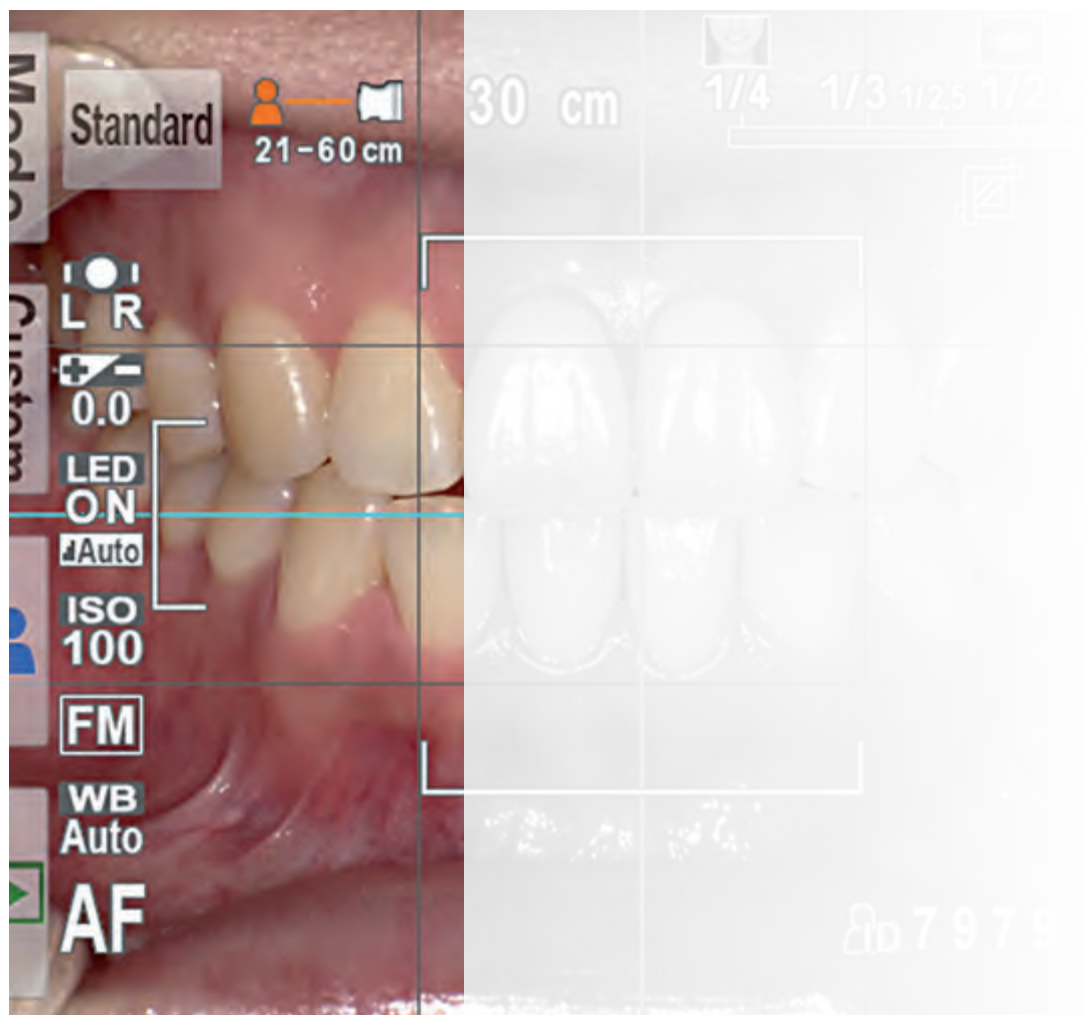 Mode
Standard
21-60 cm
30 cm
1/4 1/3 1/2.5 1/2
L R
Custom
+ -
0.0
LED
ON
Auto
ISO
100
FM
WB
Auto
AF
ID 7979